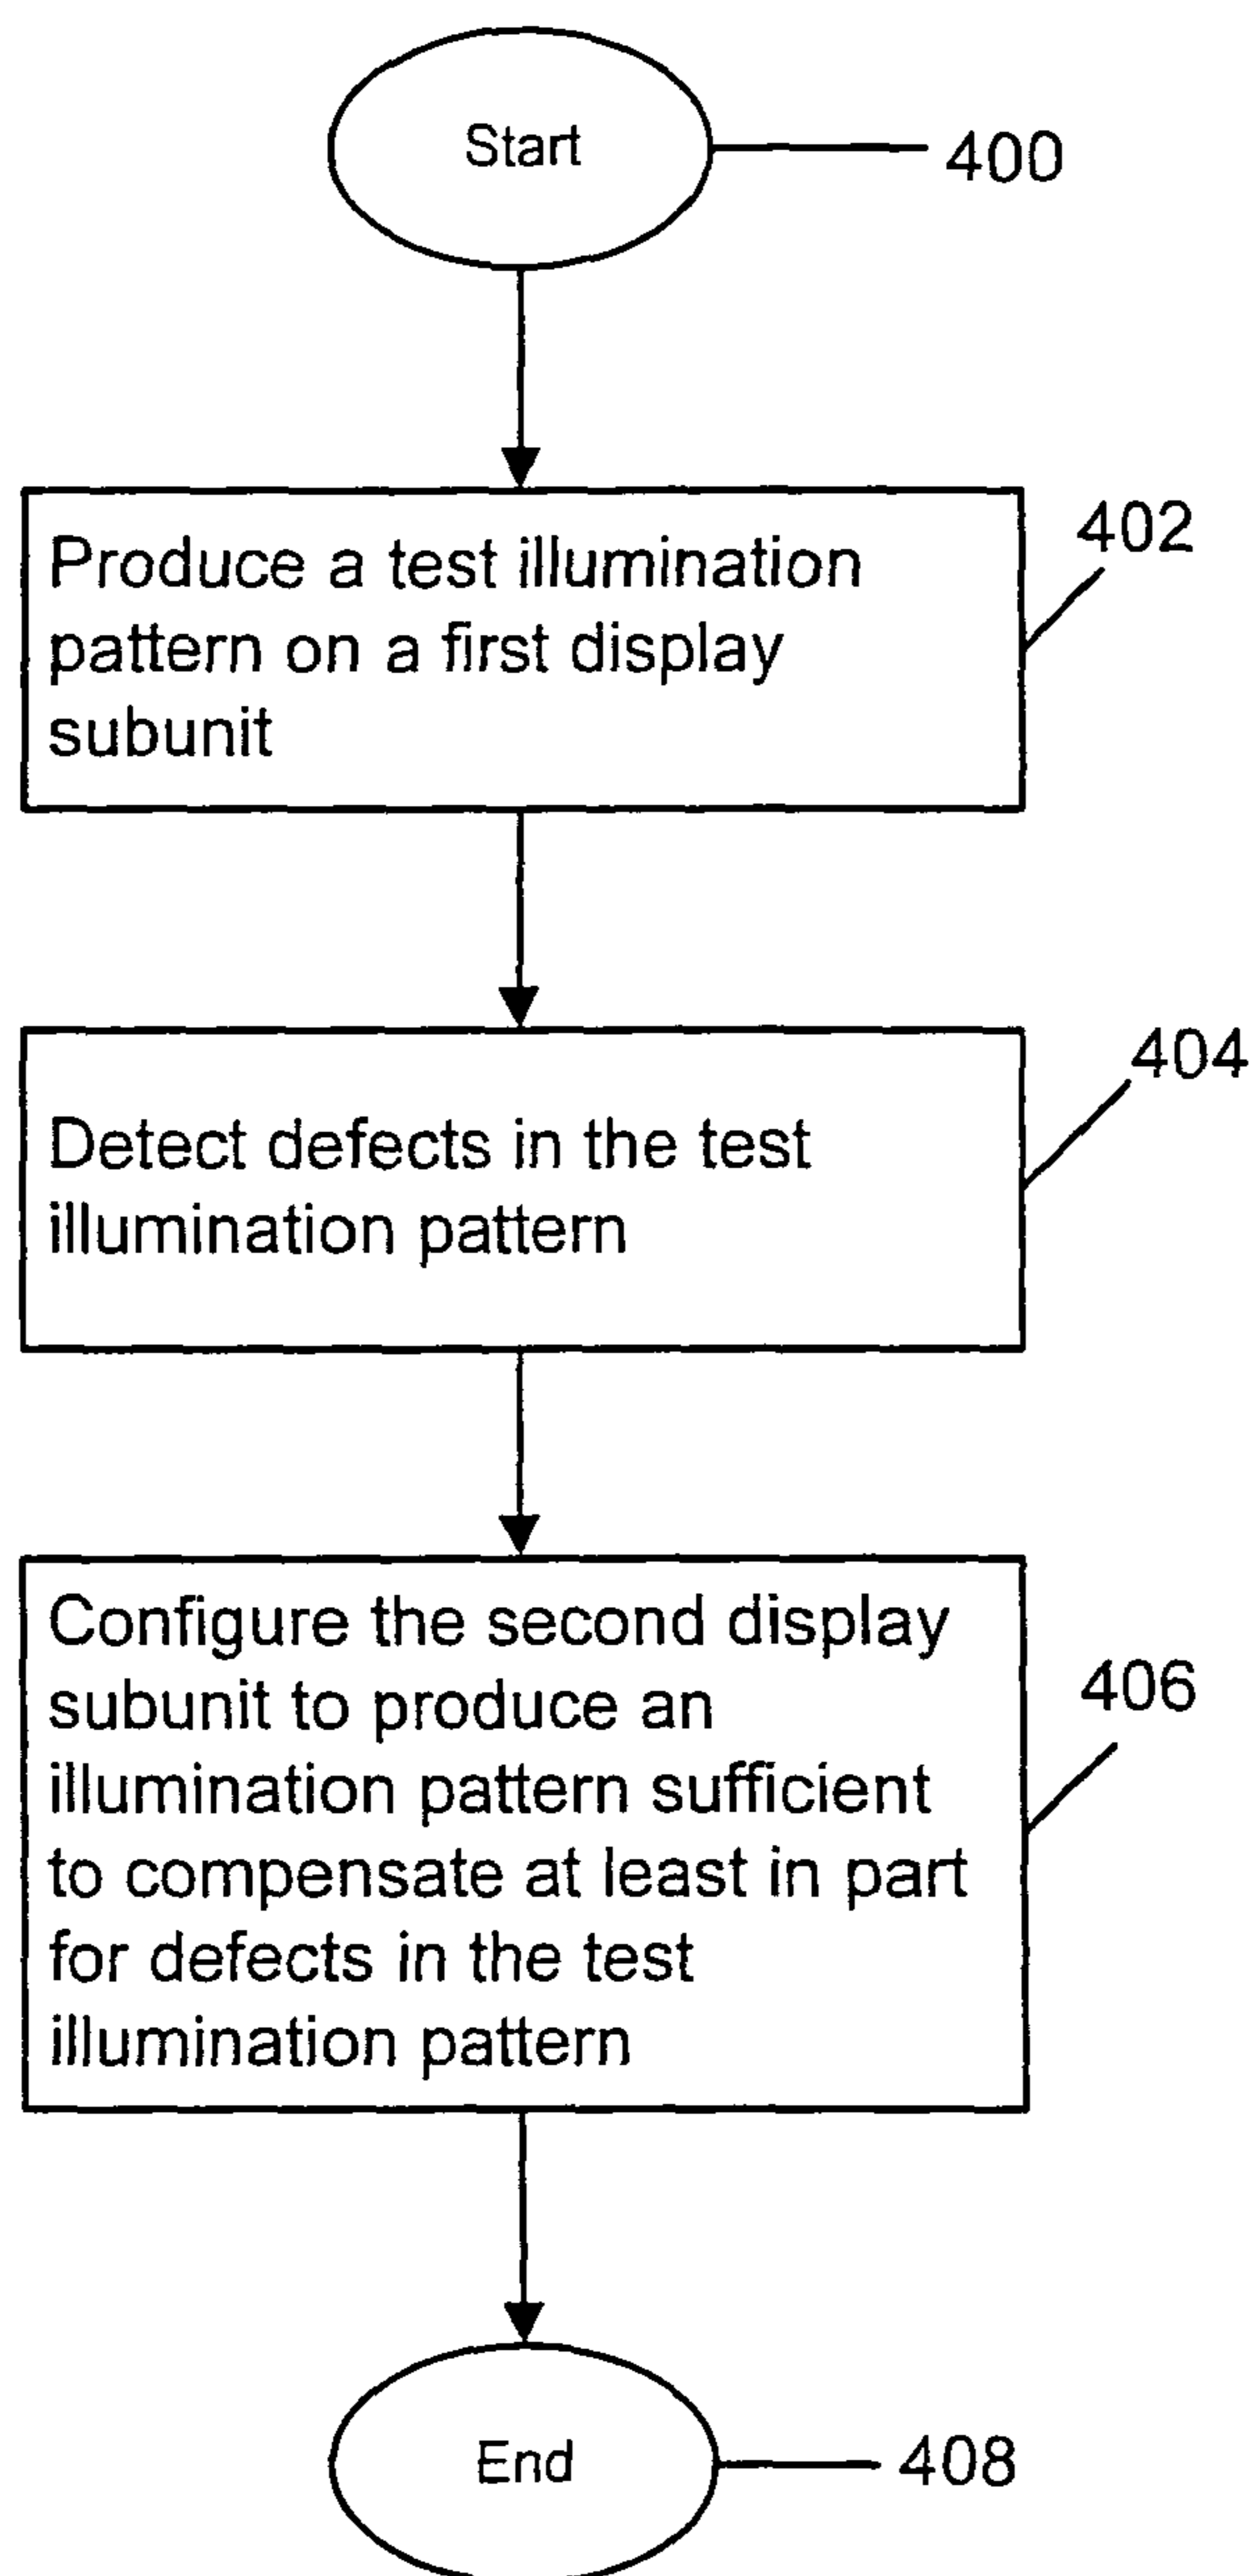 Start
400
Produce a test illumination
pattern on a first display
subunit
402
Detect defects in the test
illumination pattern
404
Configure the second display
subunit to produce an
illumination pattern sufficient
to compensate at least in part
for defects in the test
illumination pattern
406
End
408